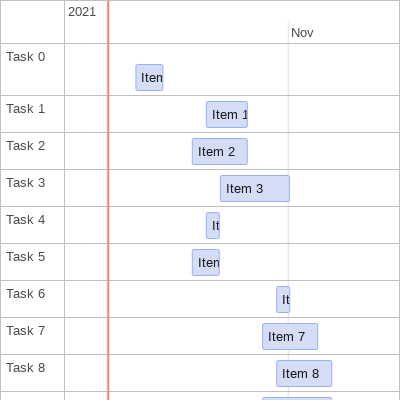 2021
Nov
Task 0
Iten
Task 1
Item 1
Task 2
Item 2
Task 3
Item 3
Task 4
It
Task 5
Iten
Task 6
It
Task 7
Item 7
Task 8
Item 8